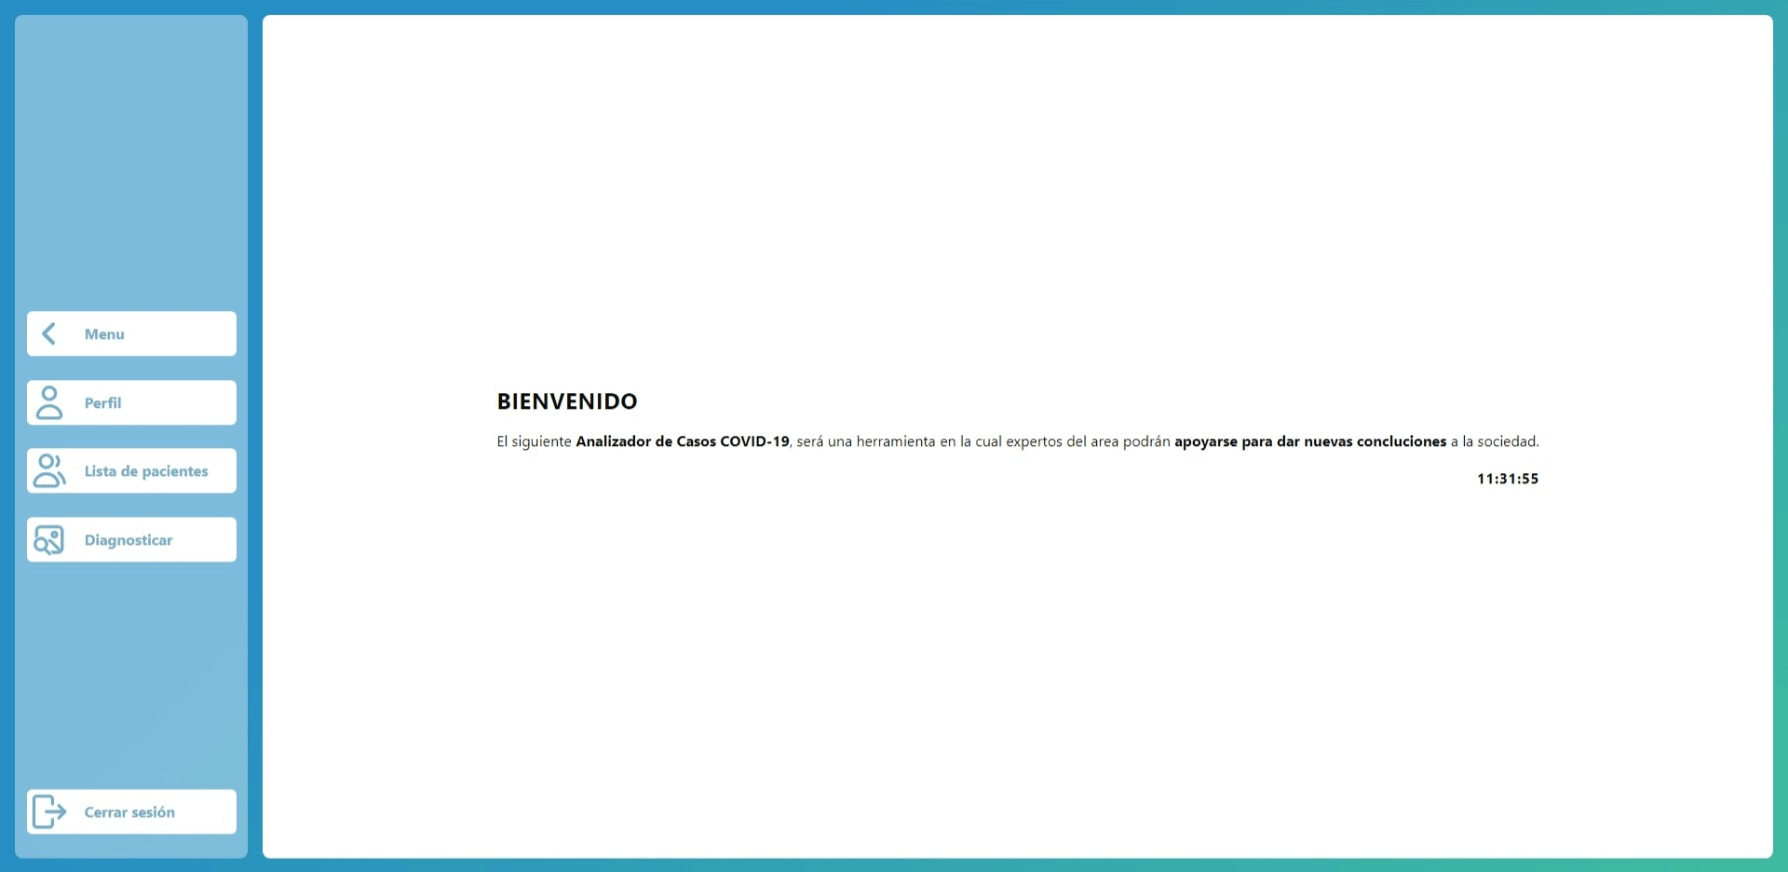 Menu
Perfil
Lista de pacientes
Diagnosticar
Cerrar sesión
BIENVENIDO
El siguiente Analizador de Casos COVID-19, será una herramienta en la cual expertos del area podrán apoyarse para dar nuevas concluciones a la sociedad.
11:31:55